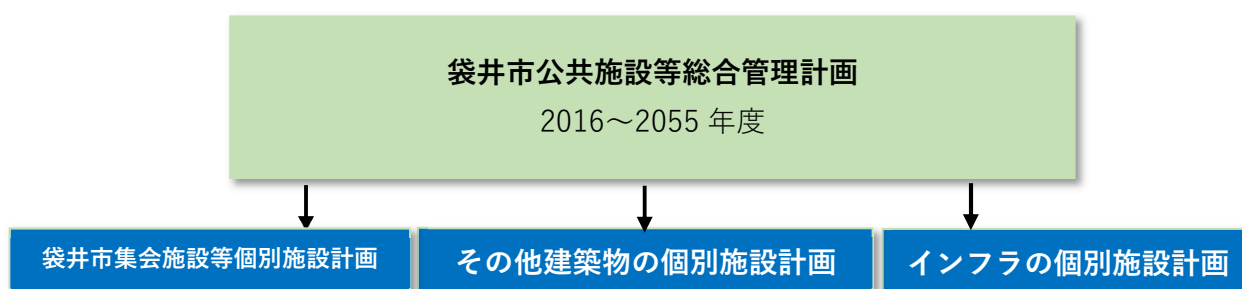 袋井市公共施設等総合管理計画
2016～2055 年度
袋井市集会施設等個別施設計画
その他建築物の個別施設計画
インフラの個別施設計画